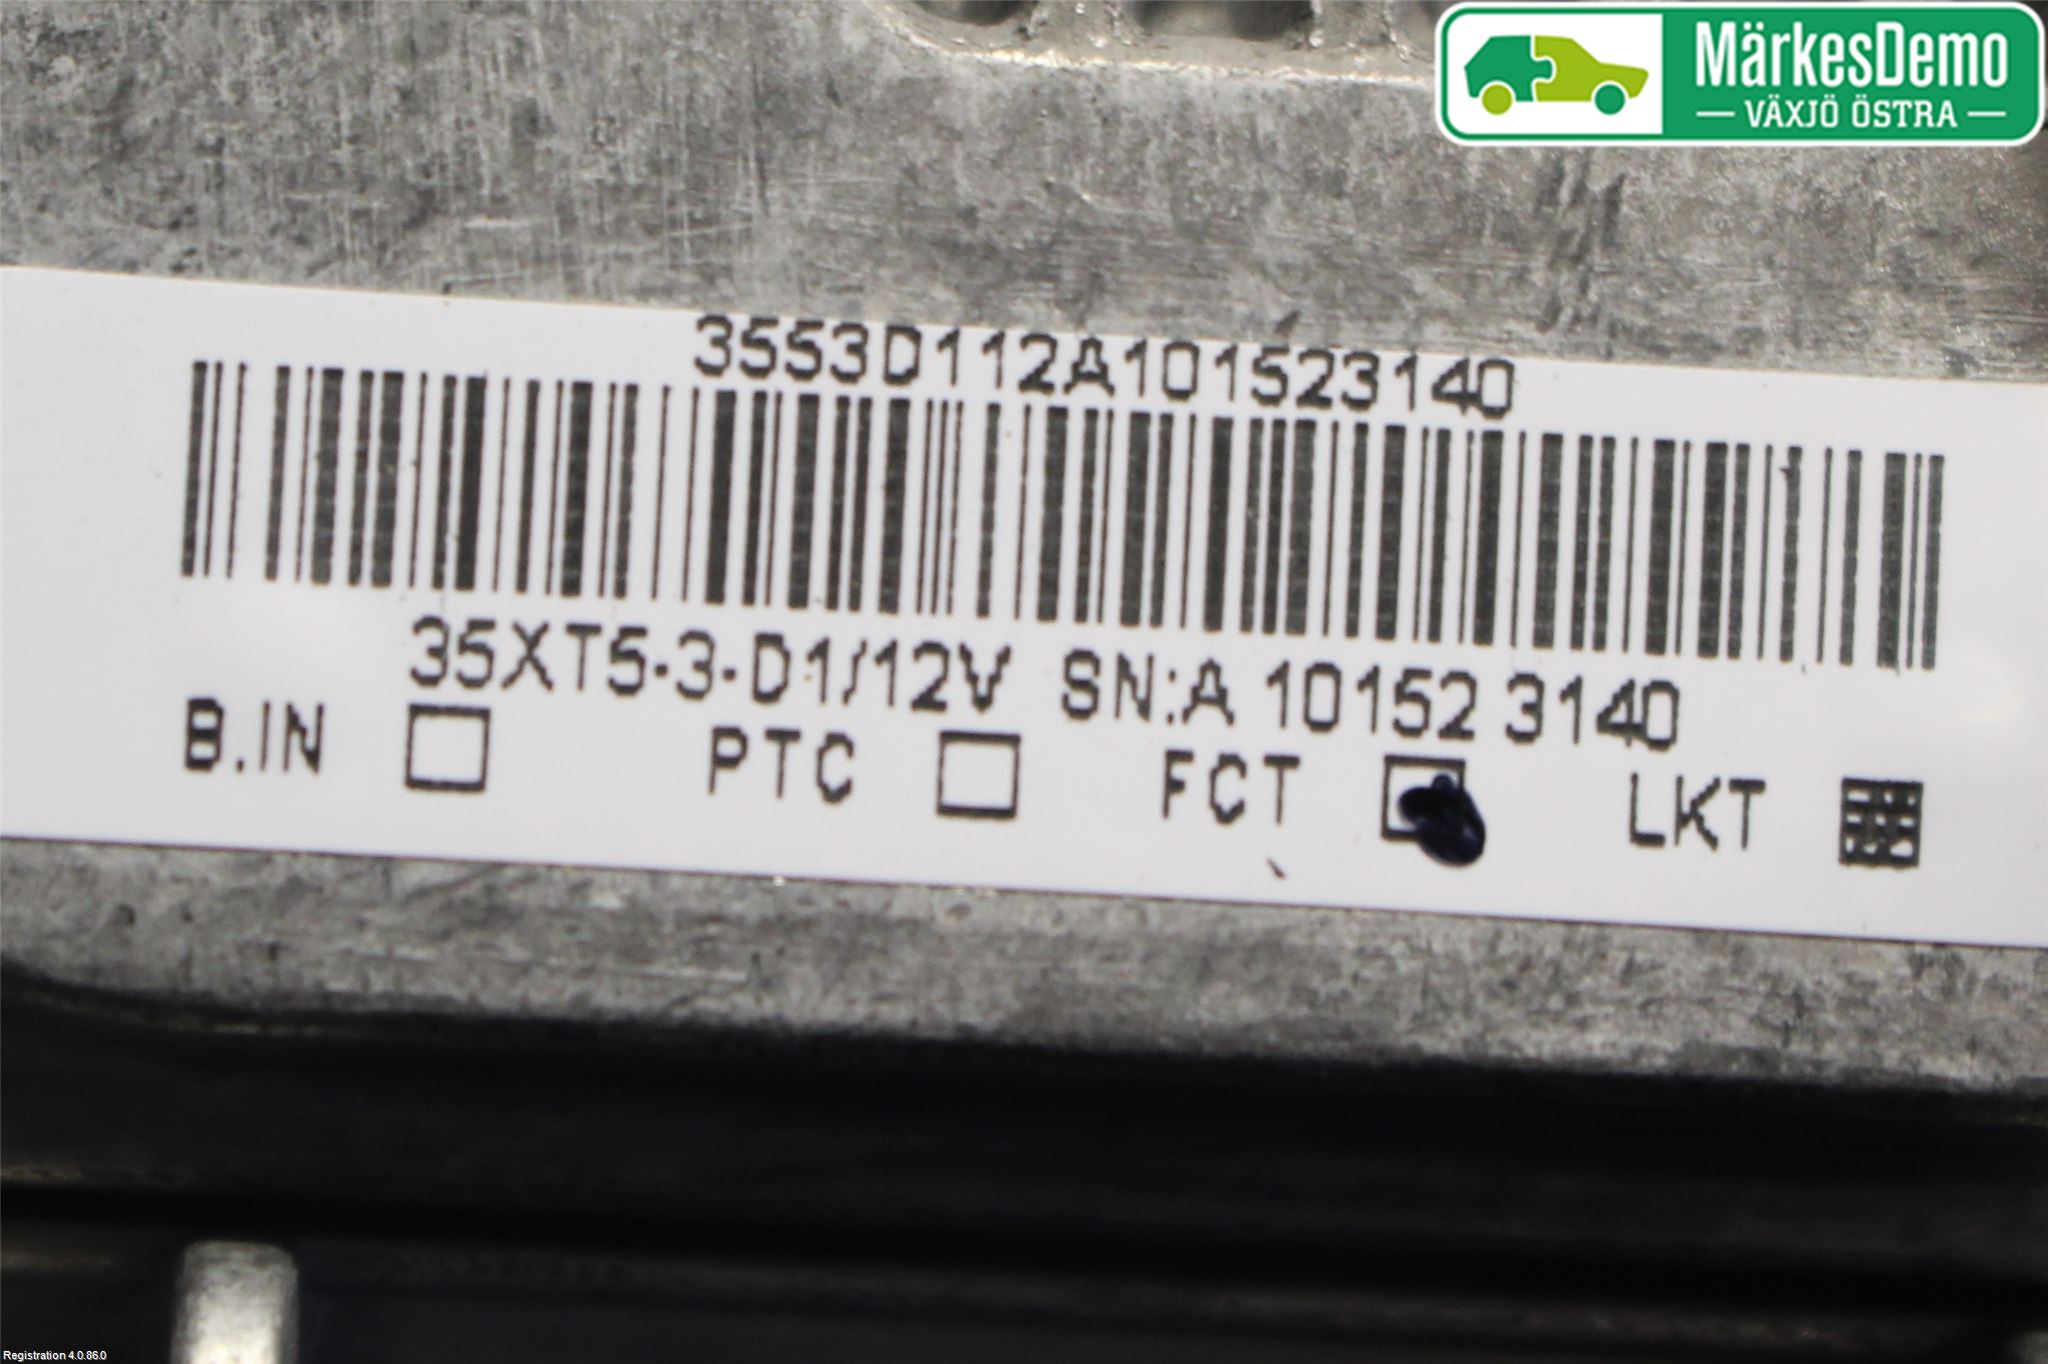 MärkesDemo
VÄXJÖ ÖSTRA
3553D112A101523140
35XT5-3-D1/12V SN:A 10152 3140
B.IN PTC FCT LKT
Registration 4.0.86.0